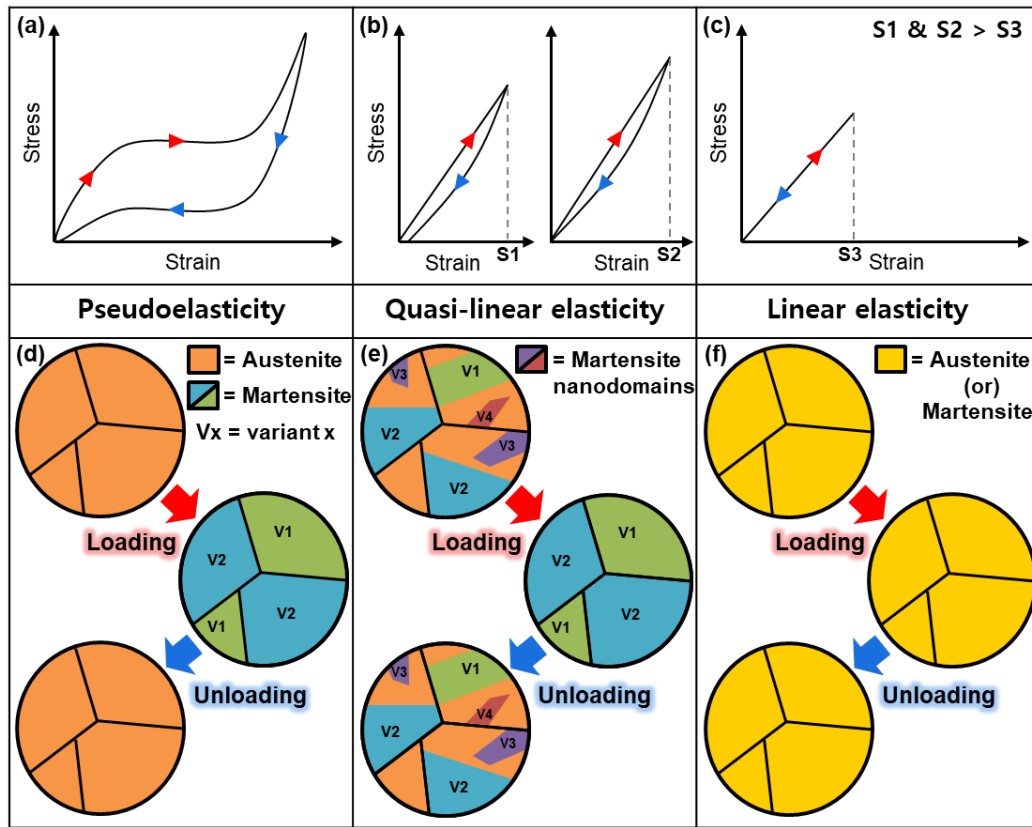 (a)
Stress
Strain
(b)
S1
Strain
S2
Strain
(c)
S1 & S2 > S3
Stress
S3
Strain
Pseudoelasticity
Quasi-linear elasticity
Linear elasticity
(d)
= Austenite
= Martensite
Vx = variant x
Loading
V1
V2
V2
V1
Unloading
(e)
= Martensite
nanodomains
V3
V1
V4
V2
V3
V2
Loading
V1
V2
V2
V1
Unloading
V3
V1
V4
V2
V3
V2
(f)
= Austenite
(or)
Martensite
Loading
Unloading